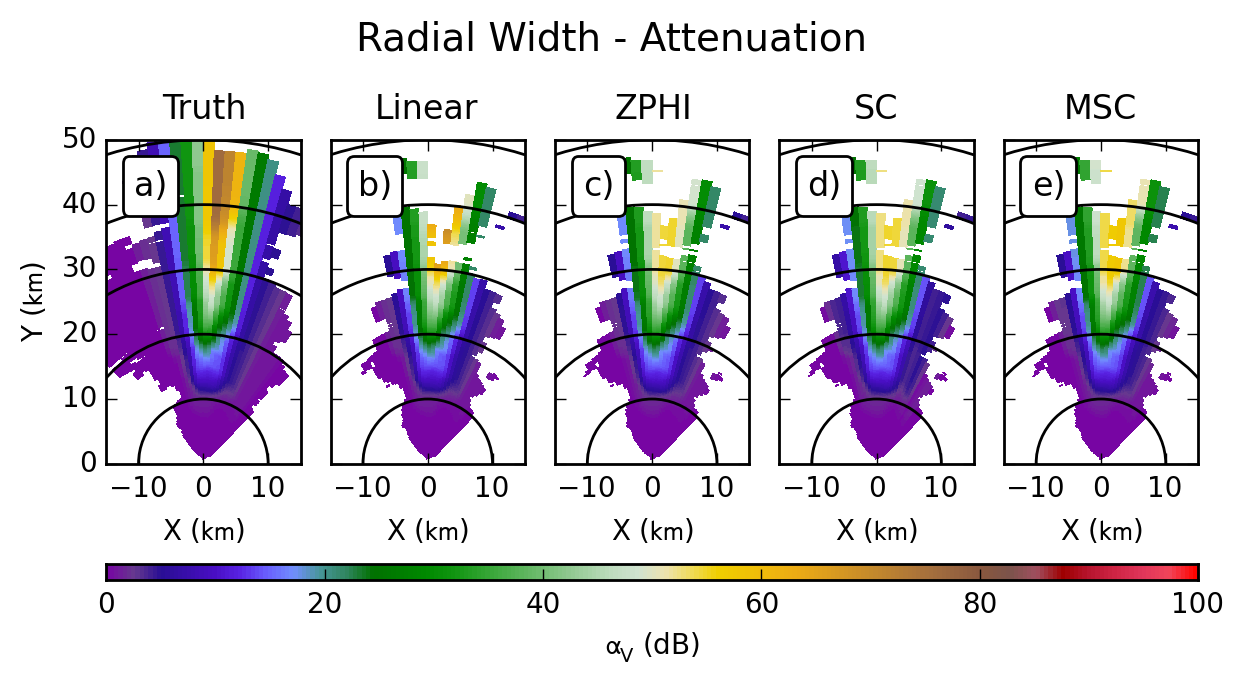 Radial Width - Attenuation
Truth Linear ZPHI SC MSC
50
a) b) c) d) e)
40
30
20
10
0
Y (km)
−10 0 10 −10 0 10 −10 0 10 −10 0 10 −10 0 10
X (km) X (km) X (km) X (km) X (km)
0 20 40 60 80 100
αV (dB)